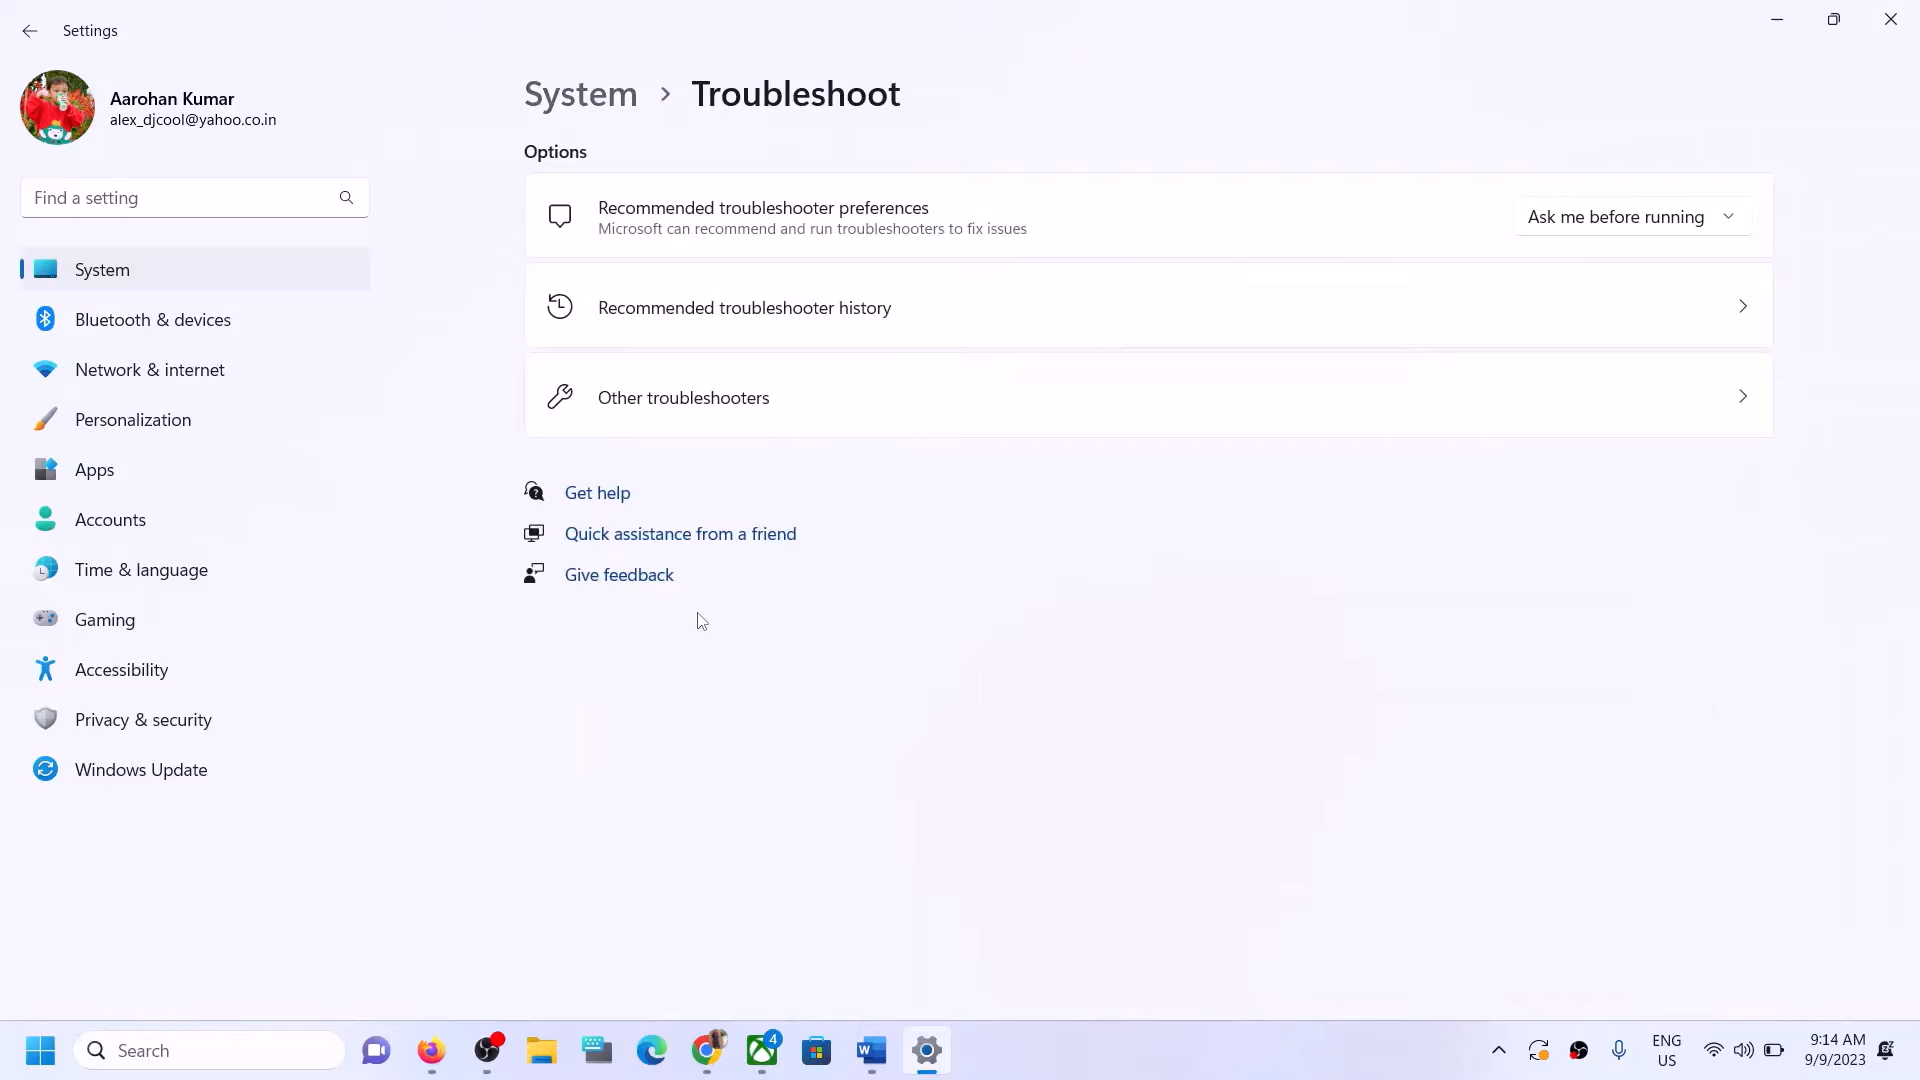 Settings
Aarohan Kumar
alex_djcool@yahoo.co.in
Find a setting
System
Bluetooth & devices
Network & internet
Personalization
Apps
Accounts
Time & language
Gaming
Accessibility
Privacy & security
Windows Update
System > Troubleshoot
Options
Recommended troubleshooter preferences
Microsoft can recommend and run troubleshooters to fix issues
Ask me before running
Recommended troubleshooter history
Other troubleshooters
Get help
Quick assistance from a friend
Give feedback
Search
4
ENG
US
9:14 AM
9/9/2023